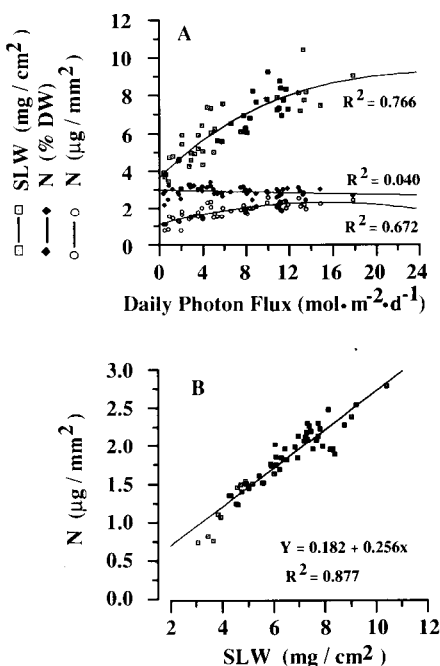 SLW (mg / cm²)
N (% DW)
N (μg / mm²)
A
12
10
8
6
4
2
0
R² = 0.766
R² = 0.040
R² = 0.672
0 4 8 12 16 20 24
Daily Photon Flux (mol·m⁻²·d⁻¹)
B
N (μg / mm²)
3.0
2.5
2.0
1.5
1.0
0.5
0.0
Y = 0.182 + 0.256x
R² = 0.877
2 4 6 8 10 12
SLW (mg / cm²)